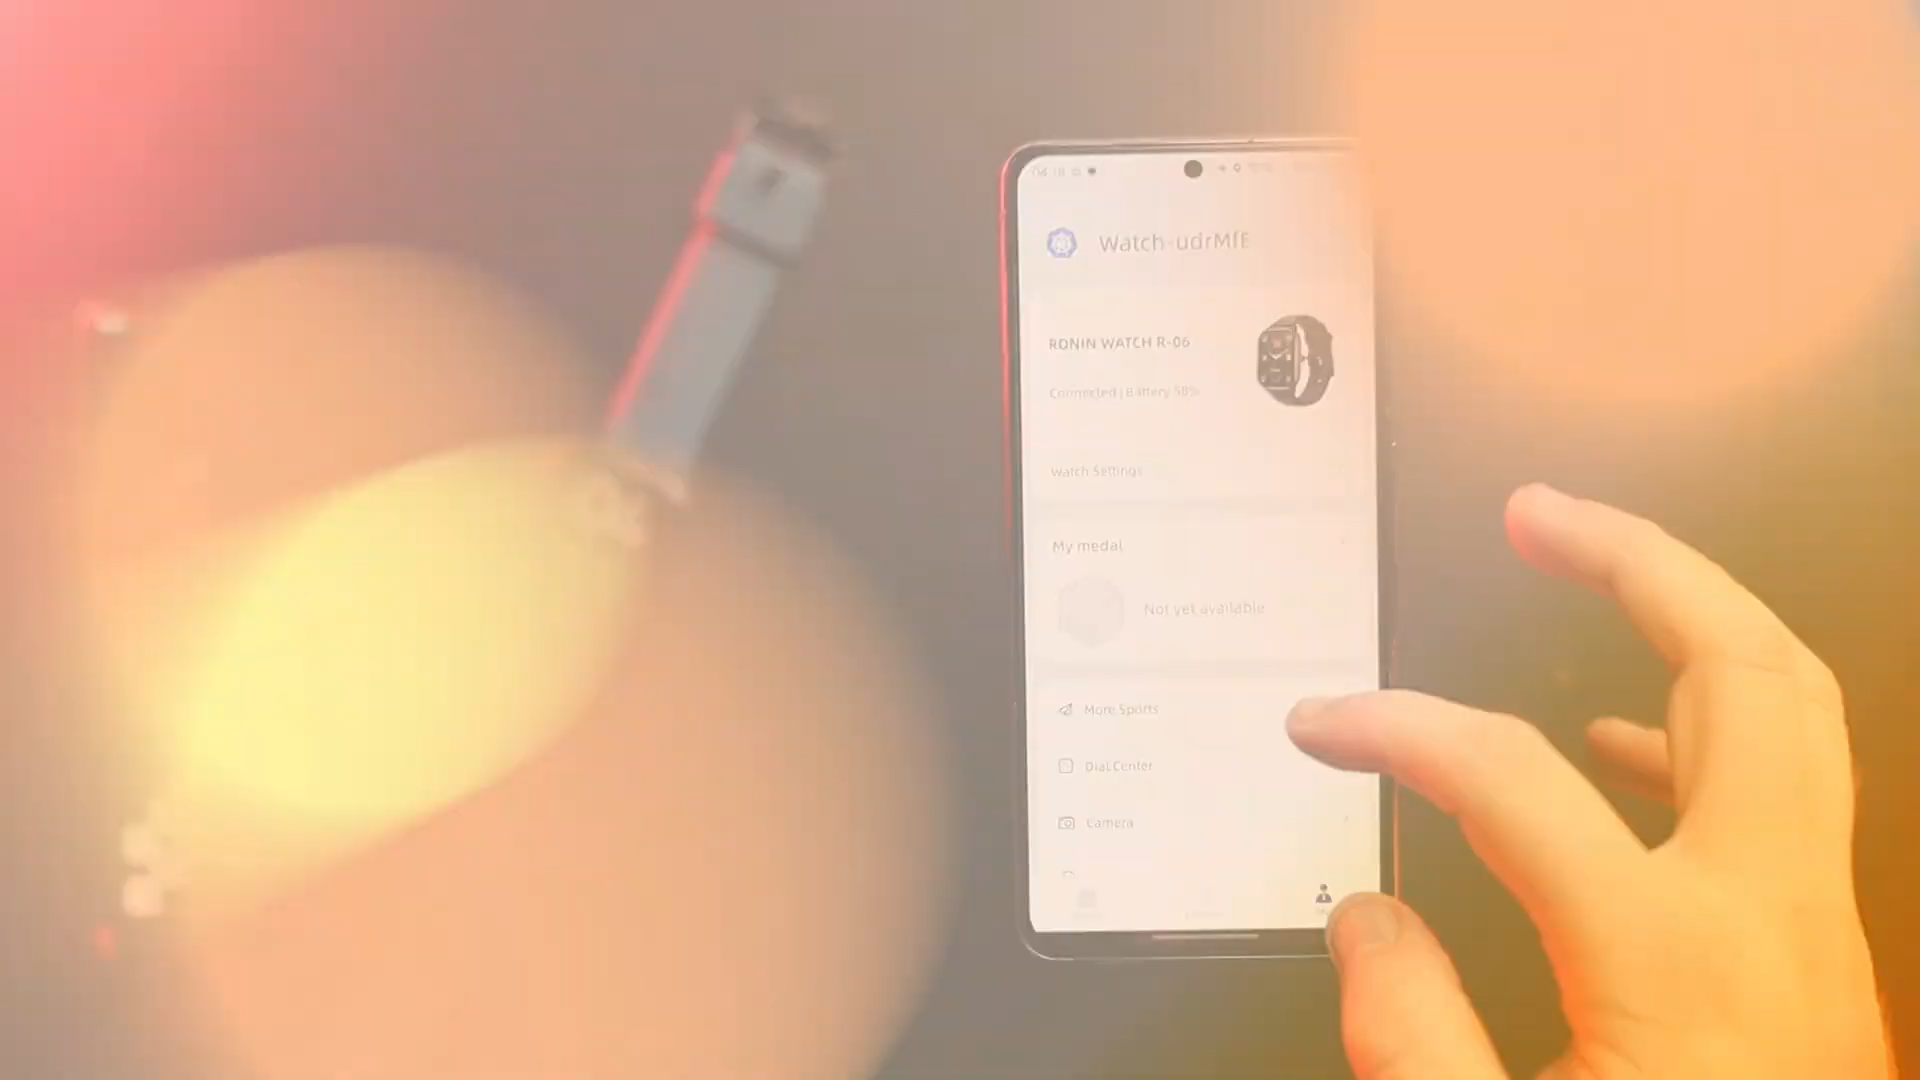 Watch-udrMfE
RONIN WATCH R-06
Connected | Battery 58%
Watch Settings
My medal
Not yet available
More Sports
Dial Center
Camera